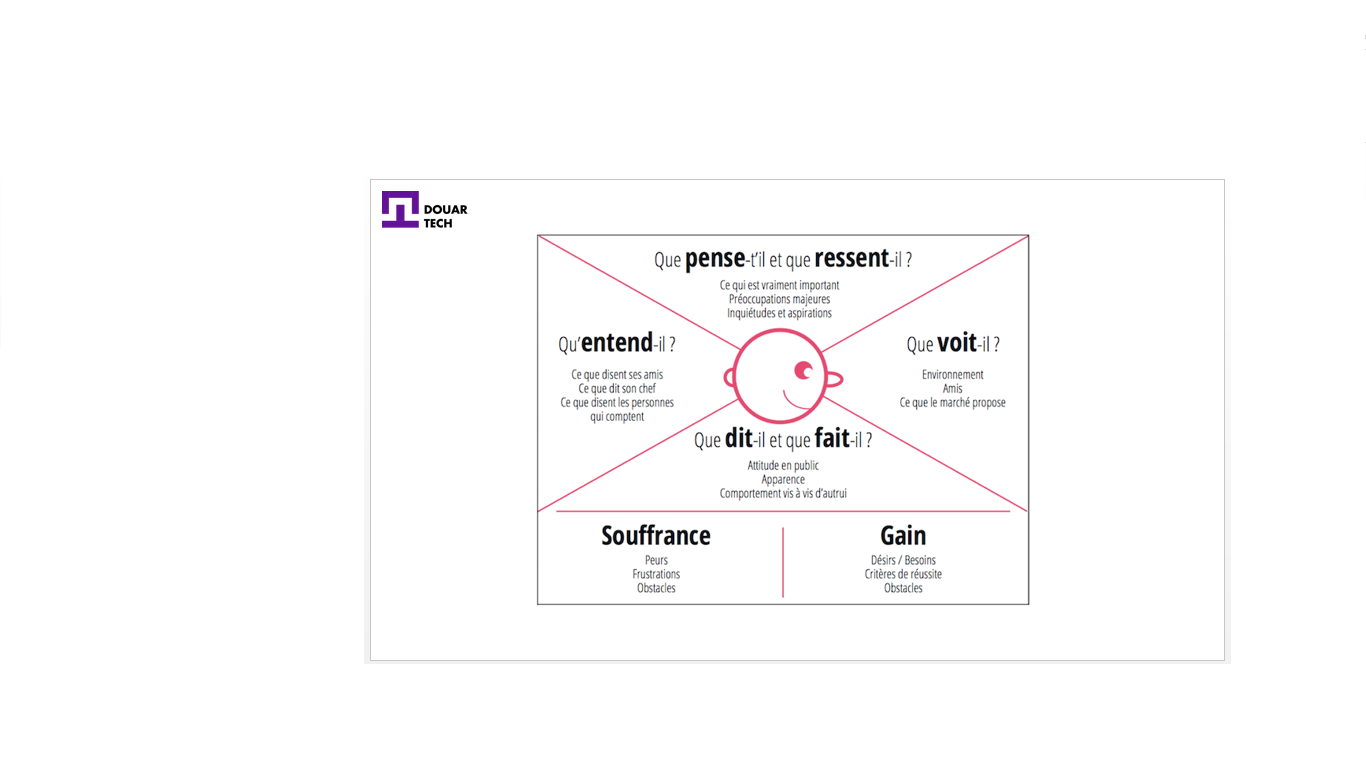 DOUAR
TECH
Que pense-t'il et que ressent-il ?
Ce qui est vraiment important
Préoccupations majeures
Inquiétudes et aspirations
Qu'entend-il ?
Ce que disent ses amis
Ce que dit son chef
Ce que disent les personnes
qui comptent
Que voit-il ?
Environnement
Amis
Ce que le marché propose
Que dit-il et que fait-il ?
Attitude en public
Apparence
Comportement vis à vis d'autrui
Souffrance
Peurs
Frustrations
Obstacles
Gain
Désirs / Besoins
Critères de réussite
Obstacles